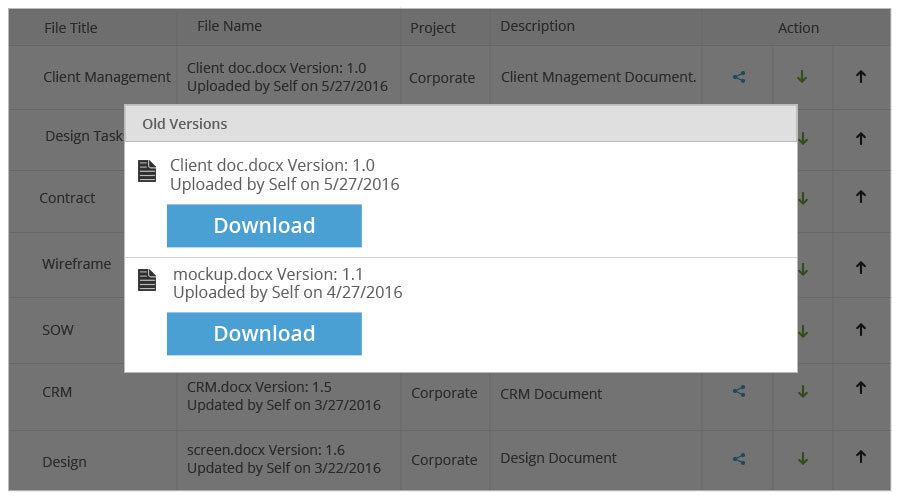 File Title File Name Project Description Action
Client Management Client doc.docx Version: 1.0 Corporate Client Mnagement Document.
Uploaded by Self on 5/27/2016
Old Versions
Design Task
Client doc.docx Version: 1.0
Uploaded by Self on 5/27/2016
Contract
Download
Wireframe
mockup.docx Version: 1.1
Uploaded by Self on 4/27/2016
SOW
Download
CRM CRM.docx Version: 1.5 Corporate CRM Document
Updated by Self on 3/27/2016
Design screen.docx Version: 1.6 Corporate Design Document
Updated by Self on 3/22/2016